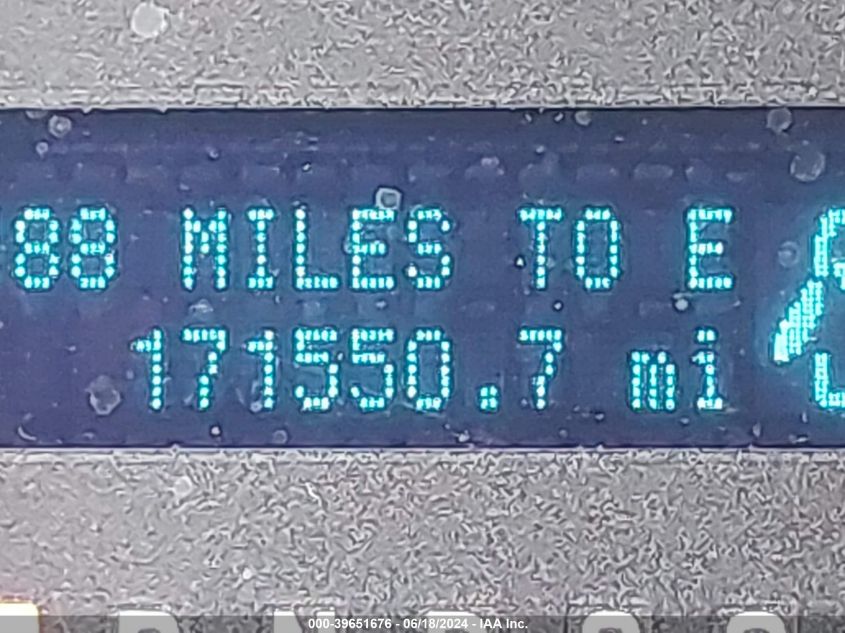 88 MILES TO E
171550.7 mi
000-39651676 - 06/18/2024 - IAA Inc.